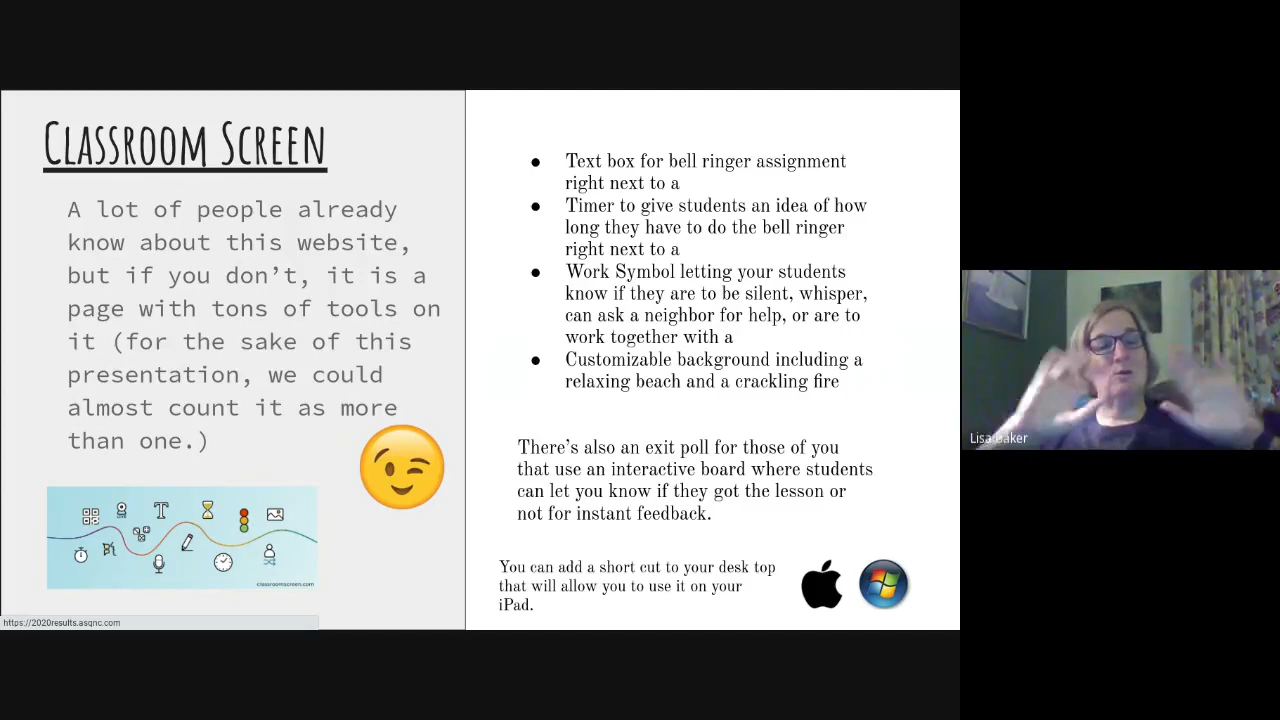 Classroom Screen
A lot of people already
know about this website,
but if you don't, it is a
page with tons of tools on
it (for the sake of this
presentation, we could
almost count it as more
than one.)
classroomscreen.com
https://2020results.asqnc.com
● Text box for bell ringer assignment
right next to a
● Timer to give students an idea of how
long they have to do the bell ringer
right next to a
● Work Symbol letting your students
know if they are to be silent, whisper,
can ask a neighbor for help, or are to
work together with a
● Customizable background including a
relaxing beach and a crackling fire
There's also an exit poll for those of you
that use an interactive board where students
can let you know if they got the lesson or
not for instant feedback.
You can add a short cut to your desk top
that will allow you to use it on your
iPad.
Lisa Baker